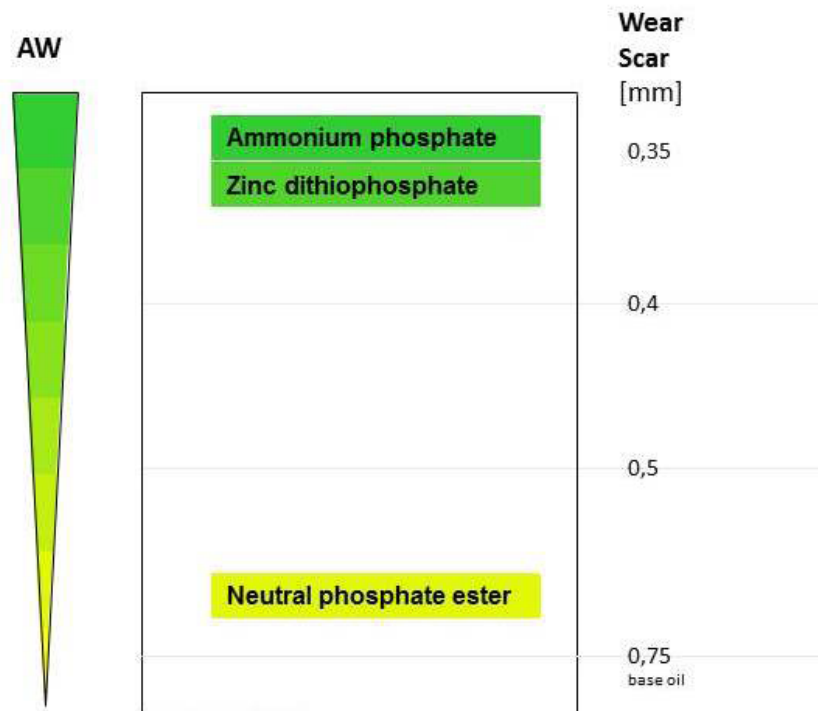 AW
Wear
Scar
[mm]
Ammonium phosphate
0,35
Zinc dithiophosphate
0,4
0,5
Neutral phosphate ester
0,75
base oil